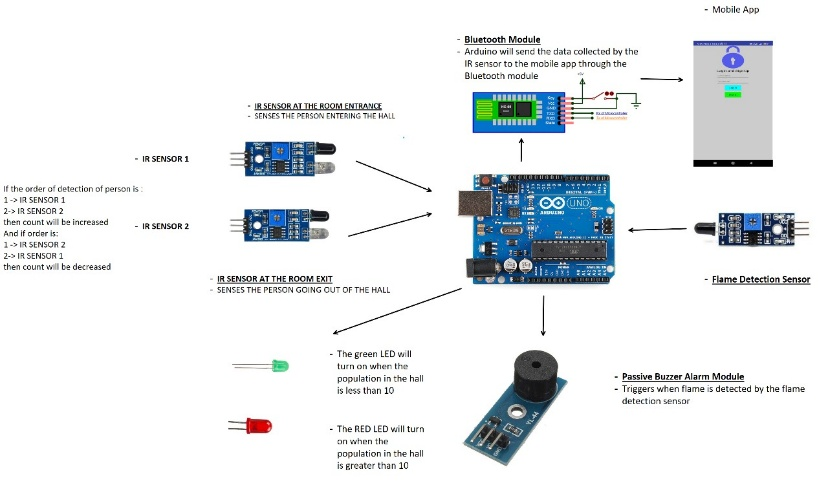 - Mobile App
- Bluetooth Module
- Arduino will send the data collected by the
IR sensor to the mobile app through the
Bluetooth module
- IR SENSOR AT THE ROOM ENTRANCE
- SENSES THE PERSON ENTERING THE HALL
- IR SENSOR 1
If the order of detection of person is :
1 -> IR SENSOR 1
2-> IR SENSOR 2
then count will be increased
And if order is:
1 -> IR SENSOR 2
2-> IR SENSOR 1
then count will be decreased
- IR SENSOR 2
- IR SENSOR AT THE ROOM EXIT
- SENSES THE PERSON GOING OUT OF THE HALL
UNO
ARDUINO
- Flame Detection Sensor
- The green LED will
turn on when the
population in the hall
is less than 10
- The RED LED will turn
on when the
population in the hall
is greater than 10
YL-44
- Passive Buzzer Alarm Module
- Triggers when flame is detected by the flame
detection sensor